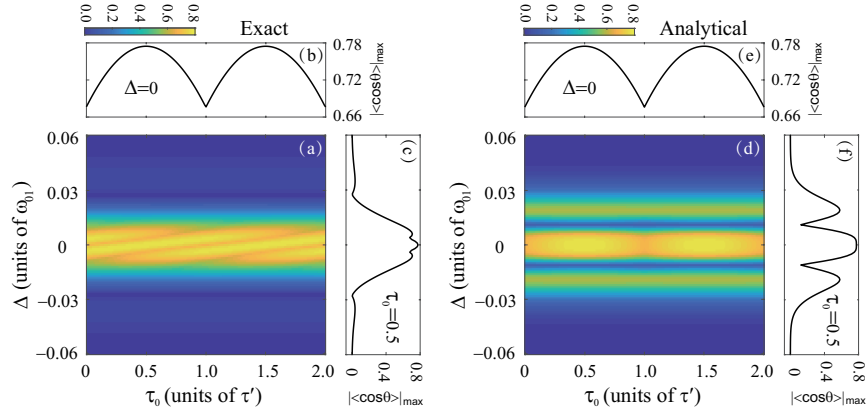 0 0.2 0.4 0.6 0.8
Exact
(b)
Δ=0
0.78
0.72
0.66
|<cosθ>|max
0.06
0.03
0
−0.03
−0.06
Δ (units of ω01)
(a)
0
0.5
1.0
1.5
2.0
τ0 (units of τ′)
(c)
τ0=0.5
0
0.4
0.8
|<cosθ>|max
0 0.2 0.4 0.6 0.8
Analytical
(e)
Δ=0
0.78
0.72
0.66
|<cosθ>|max
0.06
0.03
0
−0.03
−0.06
Δ (units of ω01)
(d)
0
0.5
1.0
1.5
2.0
τ0 (units of τ′)
(f)
τ0=0.5
0
0.4
0.8
|<cosθ>|max